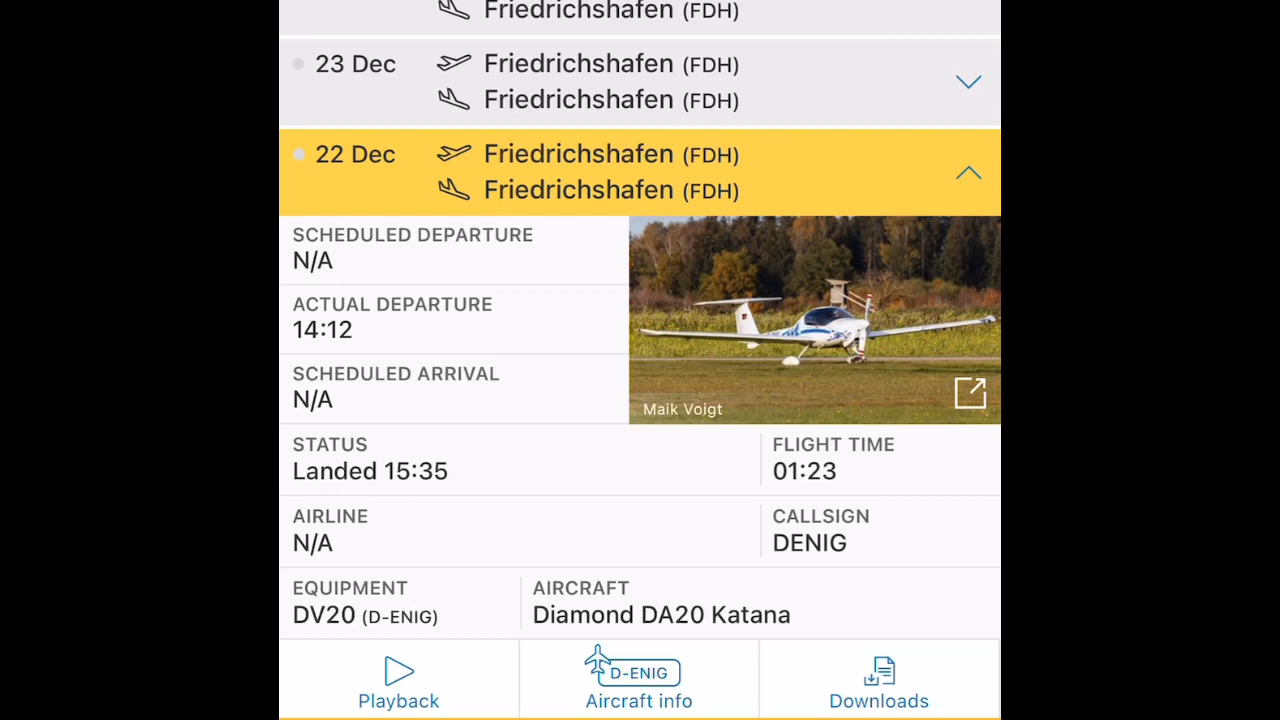 Friedrichshafen (FDH)
23 Dec Friedrichshafen (FDH)
Friedrichshafen (FDH)
22 Dec Friedrichshafen (FDH)
Friedrichshafen (FDH)
SCHEDULED DEPARTURE
N/A
ACTUAL DEPARTURE
14:12
SCHEDULED ARRIVAL
N/A
Maik Voigt
STATUS FLIGHT TIME
Landed 15:35 01:23
AIRLINE CALLSIGN
N/A DENIG
EQUIPMENT AIRCRAFT
DV20 (D-ENIG) Diamond DA20 Katana
D-ENIG
Playback Aircraft info Downloads